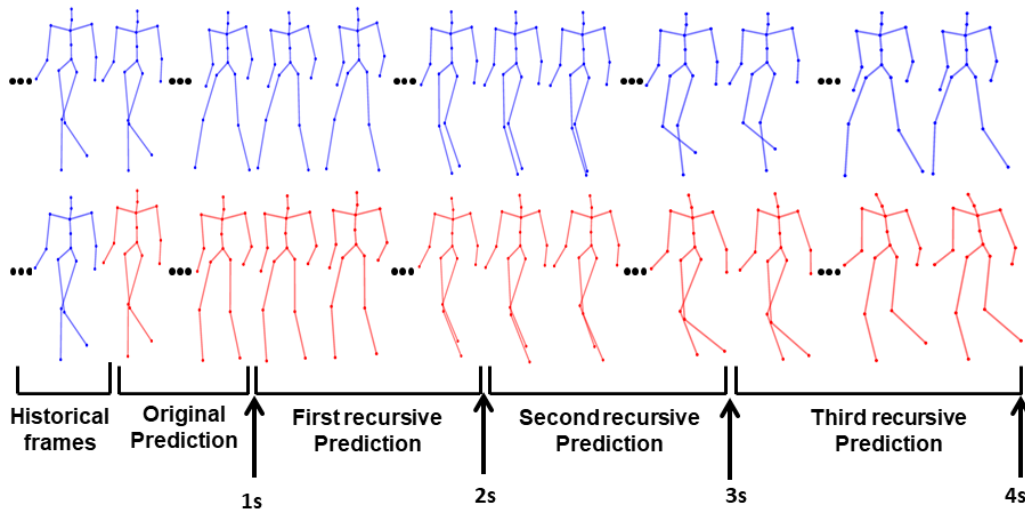 Historical
frames
Original
Prediction
First recursive
Prediction
Second recursive
Prediction
Third recursive
Prediction
1s
2s
3s
4s